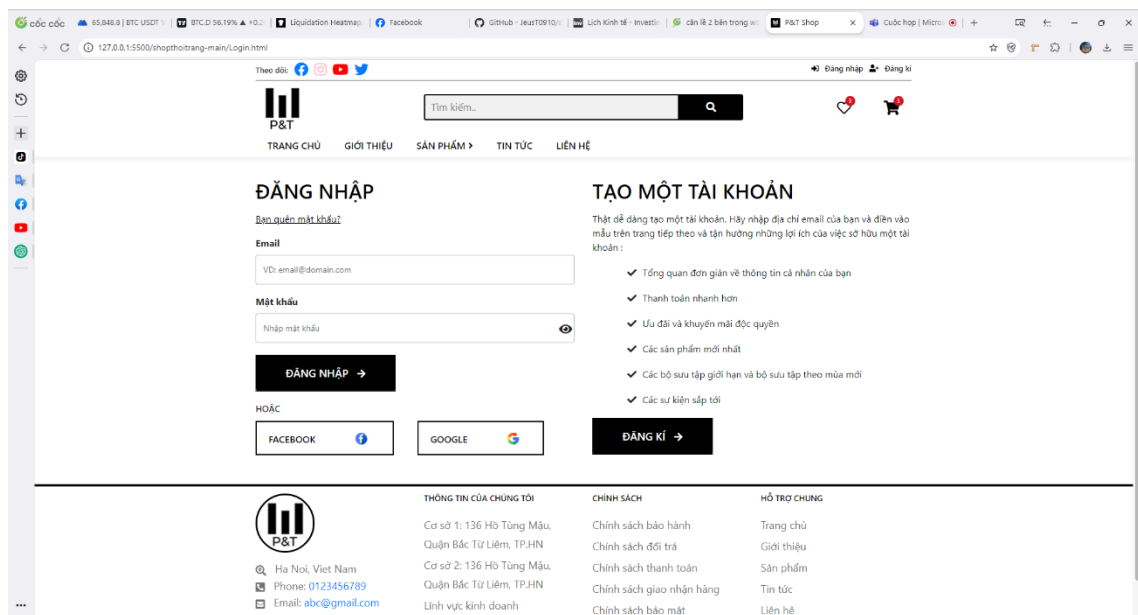 cốc cốc
65,848.8 | BTC USDT
BTC.D 56.19% ▲ +0.2
Liquidation Heatmap
Facebook
GitHub - JeusT0910/s
Lịch Kinh tế - Investin
căn lề 2 bên trong wo
P&T Shop
Cuộc họp | Micros
127.0.0.1:5500/shopthoitrang-main/Login.html
Theo dõi:
Đăng nhập
Đăng kí
P&T
Tìm kiếm..
3
3
TRANG CHỦ GIỚI THIỆU SẢN PHẨM TIN TỨC LIÊN HỆ
ĐĂNG NHẬP
Bạn quên mật khẩu?
Email
VD: email@domain.com
Mật khẩu
Nhập mật khẩu
ĐĂNG NHẬP →
HOẶC
FACEBOOK
GOOGLE
TẠO MỘT TÀI KHOẢN
Thật dễ dàng tạo một tài khoản. Hãy nhập địa chỉ email của bạn và điền vào
mẫu trên trang tiếp theo và tận hưởng những lợi ích của việc sở hữu một tài
khoản :
Tổng quan đơn giản về thông tin cá nhân của bạn
Thanh toán nhanh hơn
Ưu đãi và khuyến mãi độc quyền
Các sản phẩm mới nhất
Các bộ sưu tập giới hạn và bộ sưu tập theo mùa mới
Các sự kiện sắp tới
ĐĂNG KÍ →
P&T
Ha Noi, Viet Nam
Phone: 0123456789
Email: abc@gmail.com
THÔNG TIN CỦA CHÚNG TÔI
Cơ sở 1: 136 Hồ Tùng Mậu,
Quận Bắc Từ Liêm, TP.HN
Cơ sở 2: 136 Hồ Tùng Mậu,
Quận Bắc Từ Liêm, TP.HN
Lĩnh vực kinh doanh
CHÍNH SÁCH
Chính sách bảo hành
Chính sách đổi trả
Chính sách thanh toán
Chính sách giao nhận hàng
Chính sách bảo mật
HỖ TRỢ CHUNG
Trang chủ
Giới thiệu
Sản phẩm
Tin tức
Liên hệ